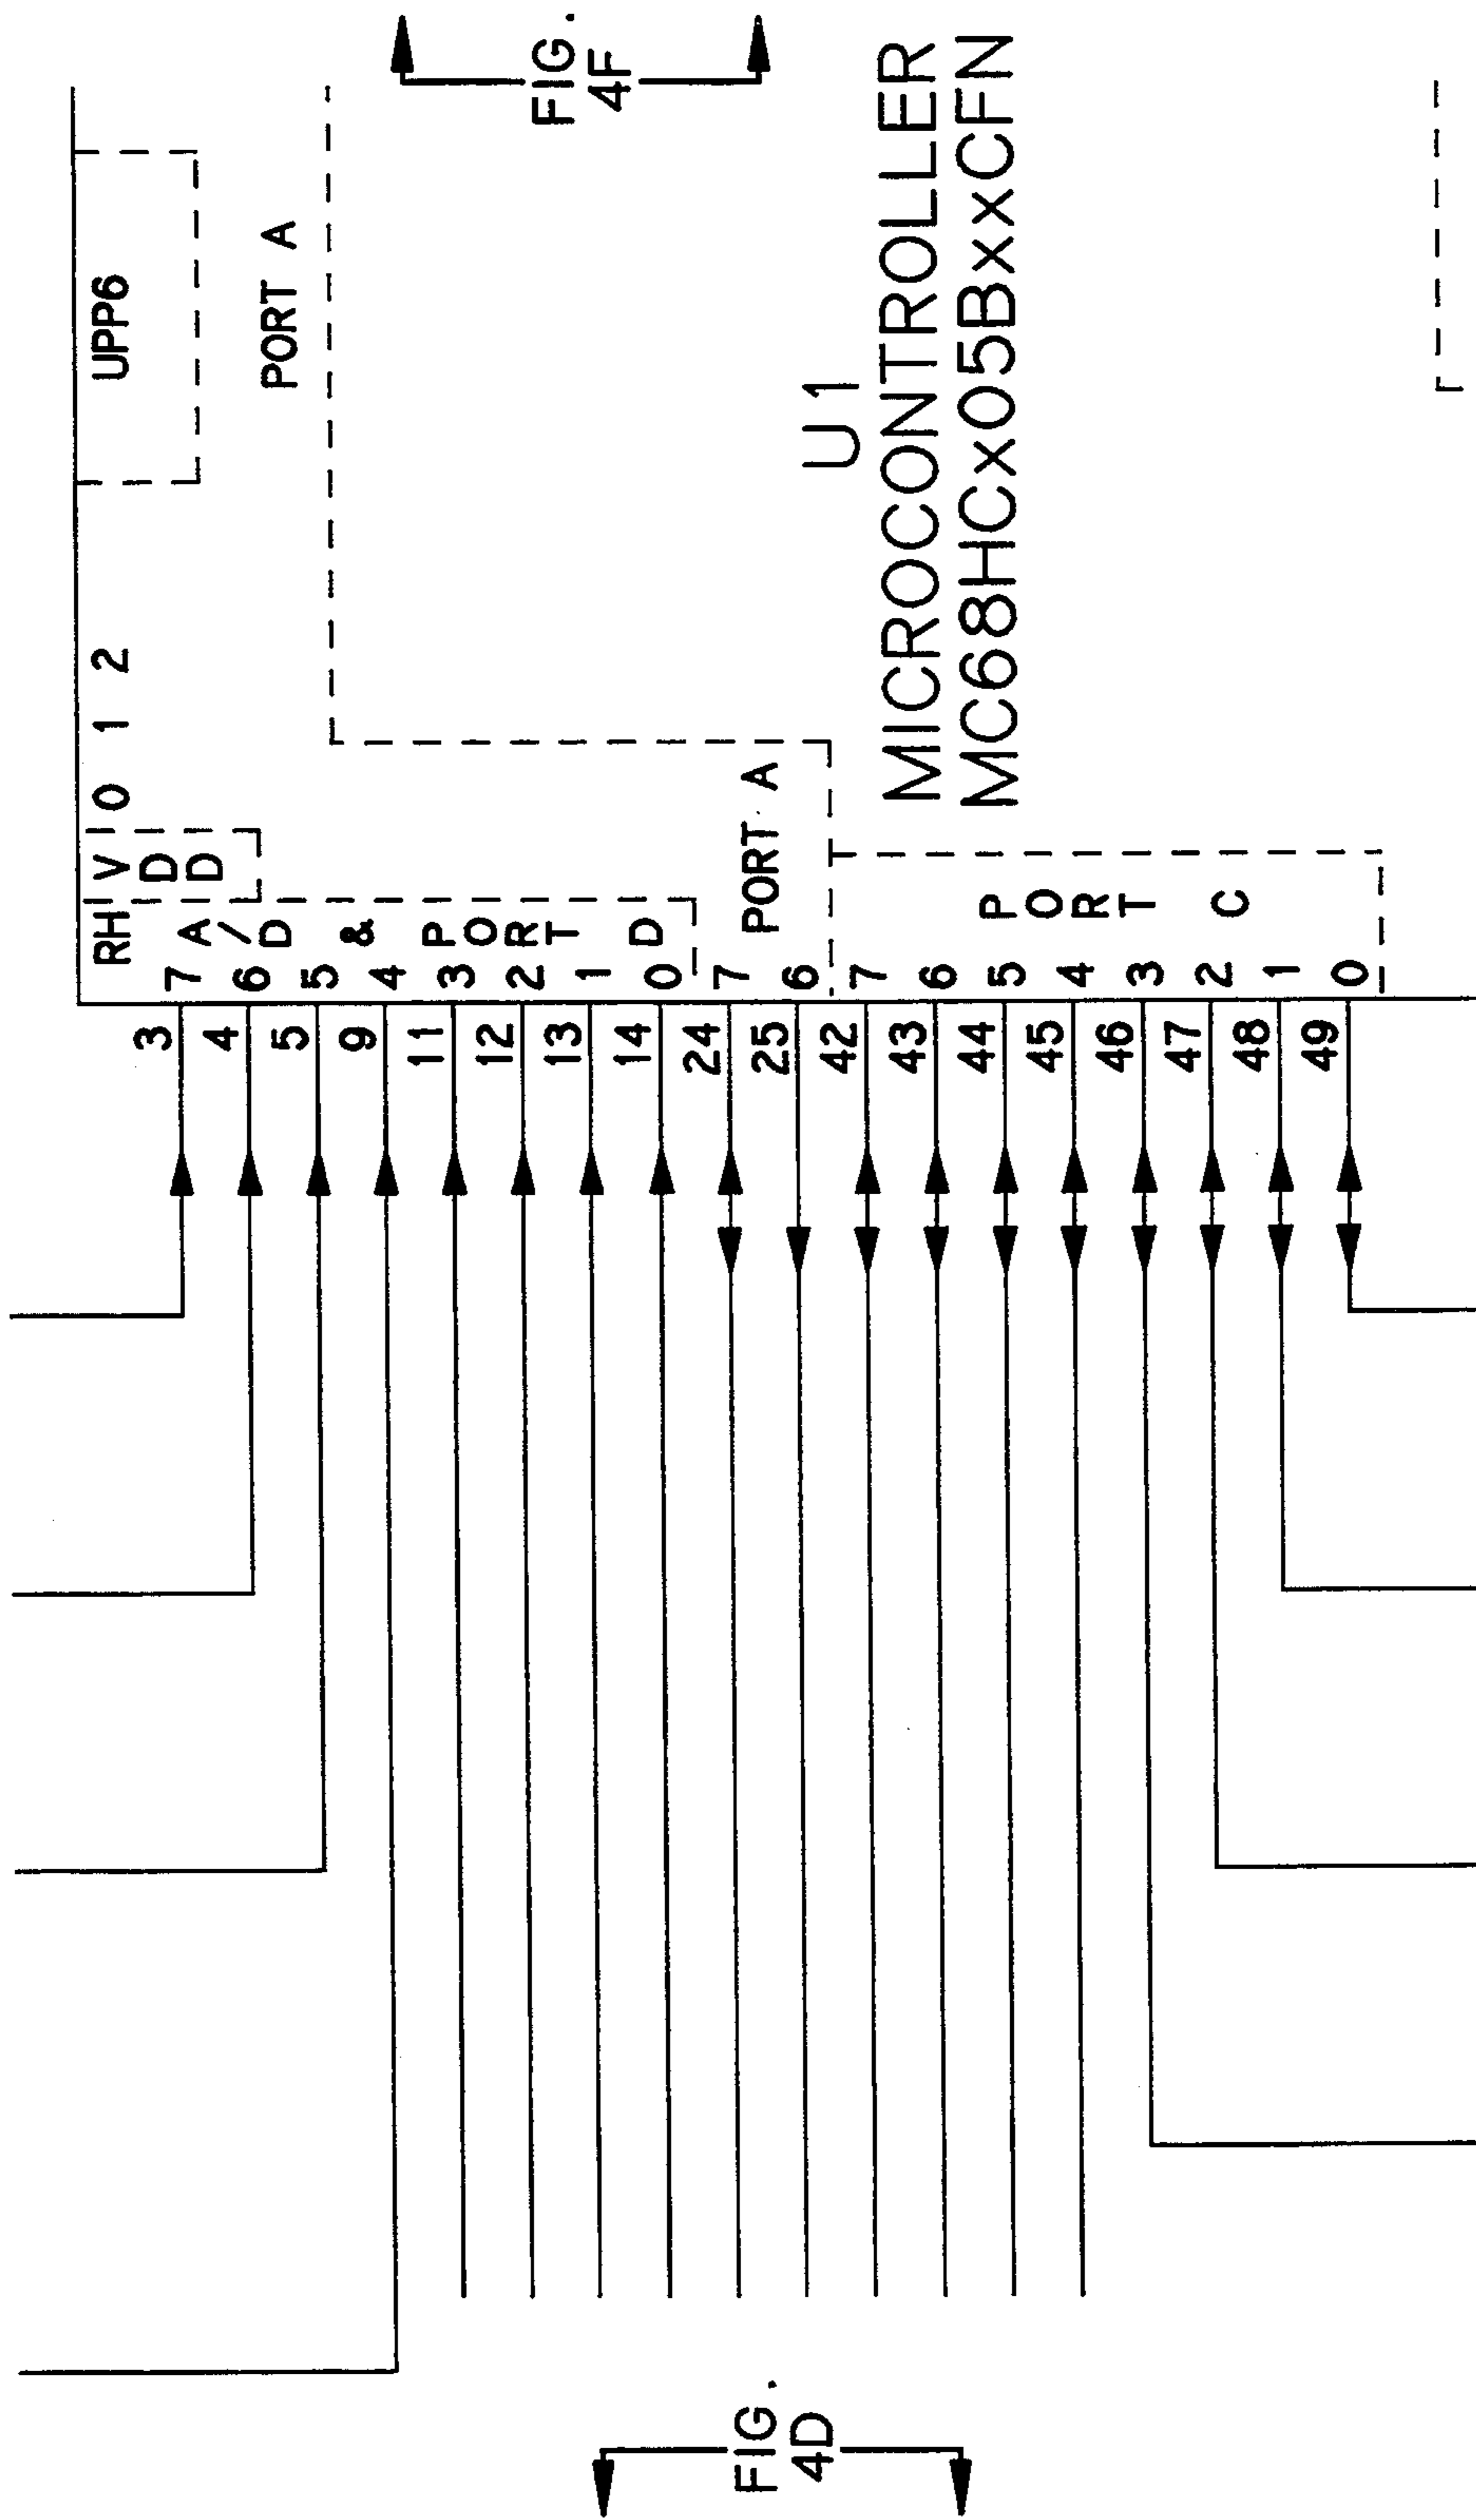 RH V 0 1 2 UPP6
DD
3 7
4 6
5 5
9 4
11 3
12 2
13 1
14 0
A/D & PORT D
PORT A
24 7
25 6
PORT A
42 7
43 6
44 5
45 4
46 3
47 2
48 1
49 0
PORT C
FIG.
4D
FIG.
4F
U1
MICROCONTROLLER
MC68HCx05BxxCFN